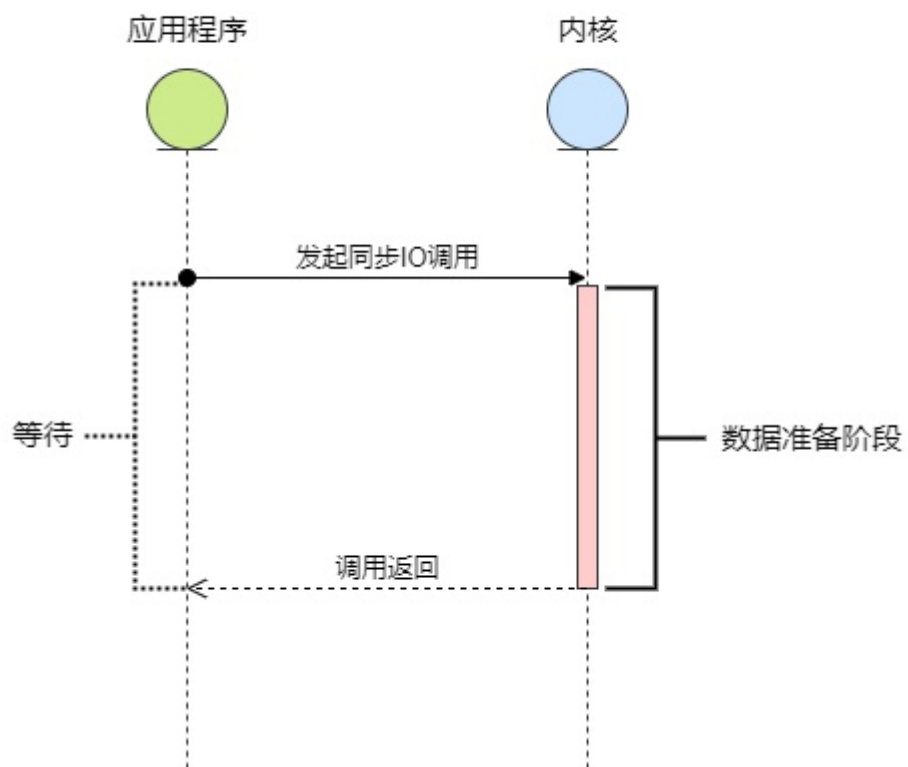 应用程序
内核
发起同步IO调用
等待
数据准备阶段
调用返回